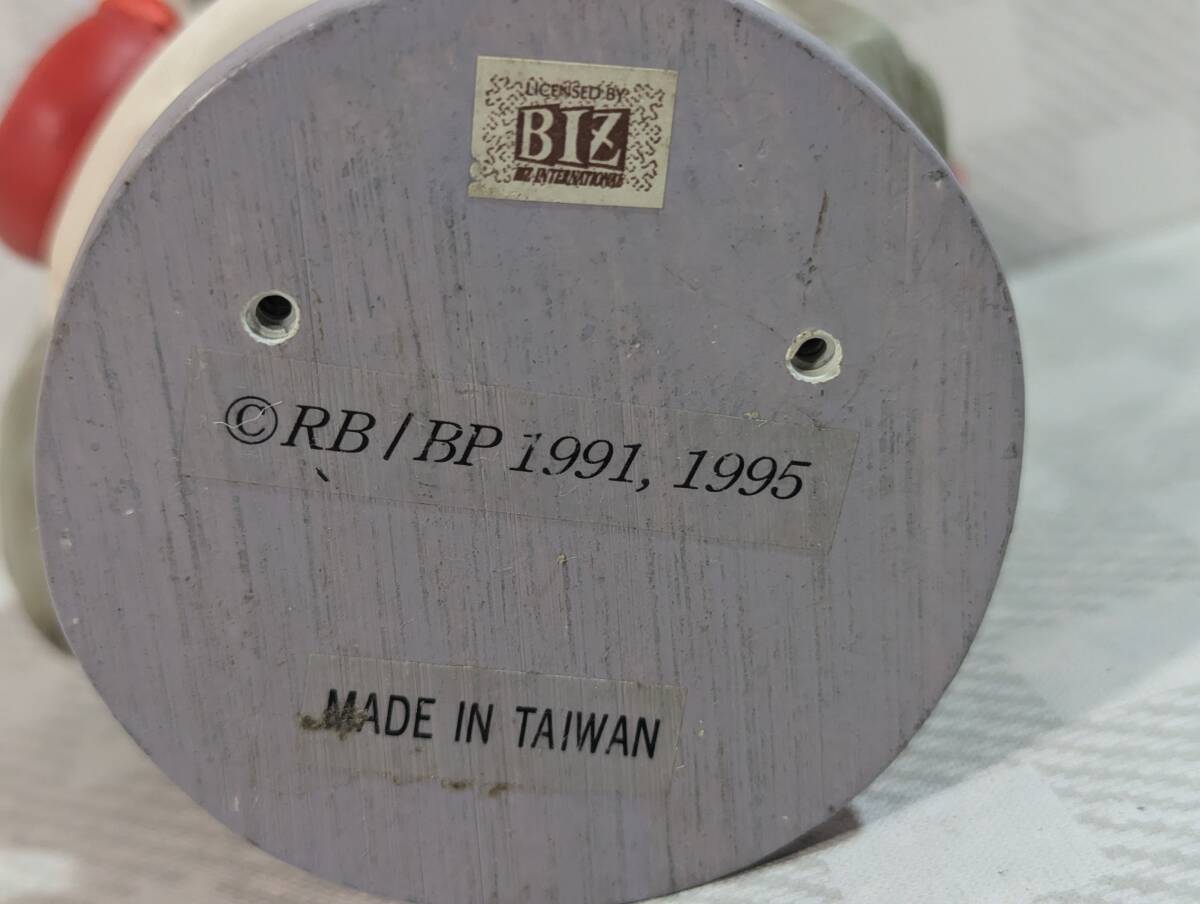 LICENSED BY
BIZ
BIZ INTERNATIONAL
©RB/BP 1991, 1995
MADE IN TAIWAN